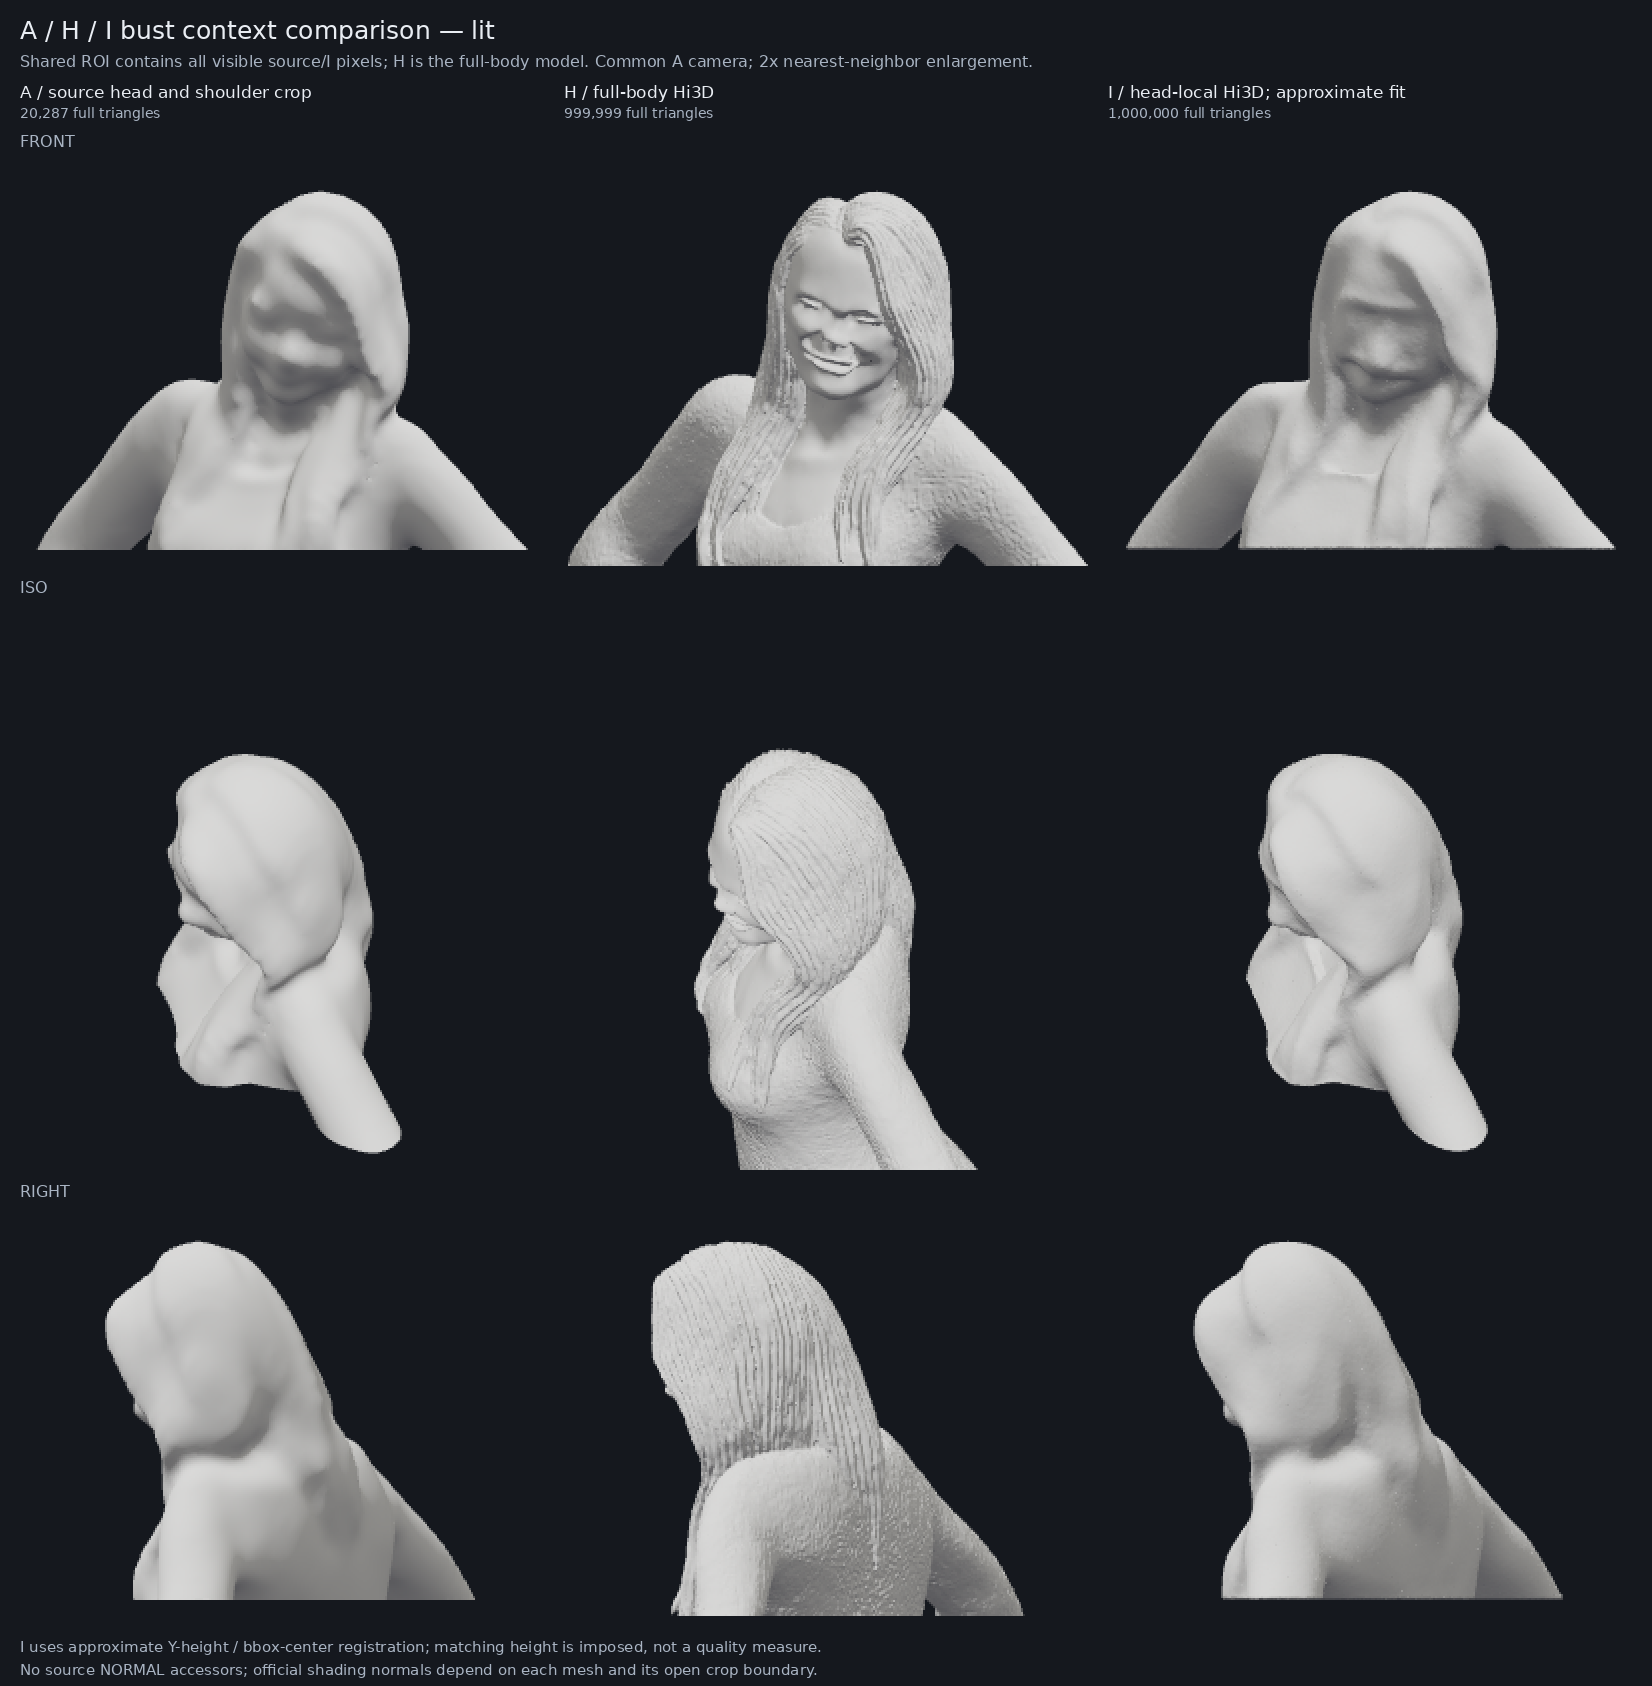 A / H / I bust context comparison — lit
Shared ROI contains all visible source/I pixels; H is the full-body model. Common A camera; 2x nearest-neighbor enlargement.
A / source head and shoulder crop
20,287 full triangles
H / full-body Hi3D
999,999 full triangles
I / head-local Hi3D; approximate fit
1,000,000 full triangles
FRONT
ISO
RIGHT
I uses approximate Y-height / bbox-center registration; matching height is imposed, not a quality measure.
No source NORMAL accessors; official shading normals depend on each mesh and its open crop boundary.